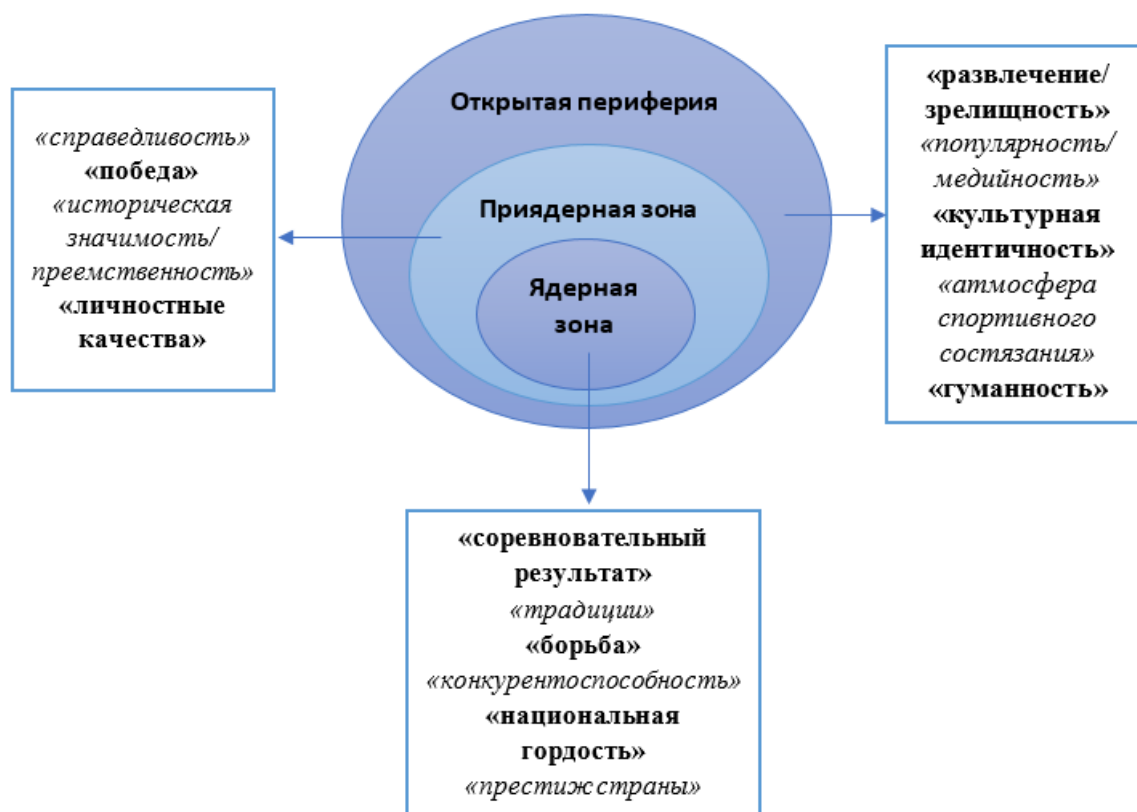 Открытая периферия
Приядерная зона
Ядерная
зона
«справедливость»
«победа»
«историческая
значимость/
преемственность»
«личностные
качества»
«развлечение/
зрелищность»
«популярность/
медийность»
«культурная
идентичность»
«атмосфера
спортивного
состязания»
«гуманность»
«соревновательный
результат»
«традиции»
«борьба»
«конкурентоспособность»
«национальная
гордость»
«престиж страны»